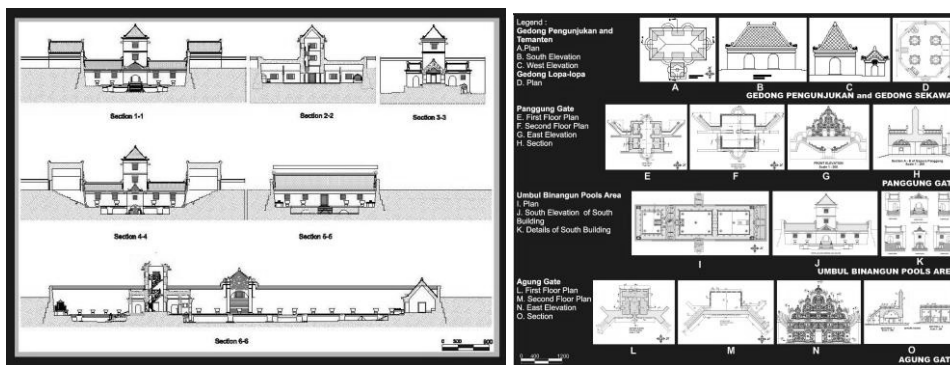 Section 1-1
Section 2-2
Section 3-3
Section 4-4
Section 5-5
Section 6-6
Legend :
Gedong Pengunjukan and
Temanten
A.Plan
B. South Elevation
C. West Elevation
Gedong Lopa-lopa
D. Plan
A
B
C
D
GEDONG PENGUNJUKAN and GEDONG SEKAWA
Panggung Gate
E. First Floor Plan
F. Second Floor Plan
G. East Elevation
H. Section
E
F
G
H
PANGGUNG GAT
Umbul Binangun Pools Area
I. Plan
J. South Elevation of South
Building
K. Details of South Building
I
J
K
UMBUL BINANGUN POOLS ARE
Agung Gate
L. First Floor Plan
M. Second Floor Plan
N. East Elevation
O. Section
0 400 1200
L
M
N
O
AGUNG GAT